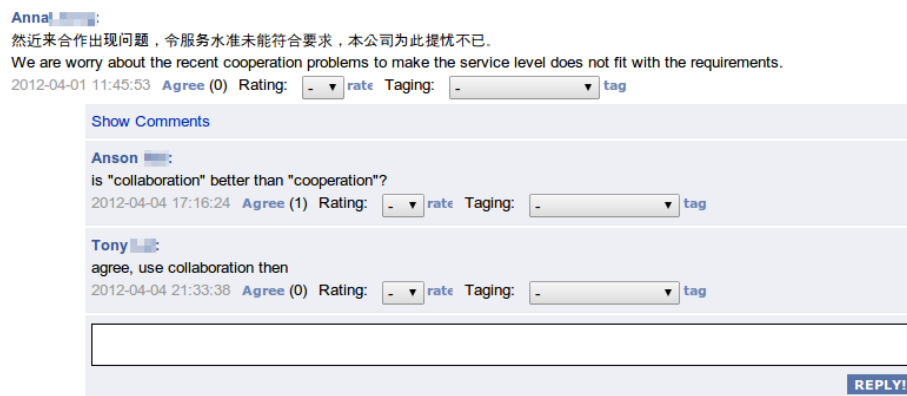 Anna :
然近来合作出现问题，令服务水准未能符合要求，本公司为此提忧不已.
We are worry about the recent cooperation problems to make the service level does not fit with the requirements.
2012-04-01 11:45:53 Agree (0) Rating: - rate Taging: - tag
Show Comments
Anson :
is "collaboration" better than "cooperation"?
2012-04-04 17:16:24 Agree (1) Rating: - rate Taging: - tag
Tony :
agree, use collaboration then
2012-04-04 21:33:38 Agree (0) Rating: - rate Taging: - tag
REPLY!